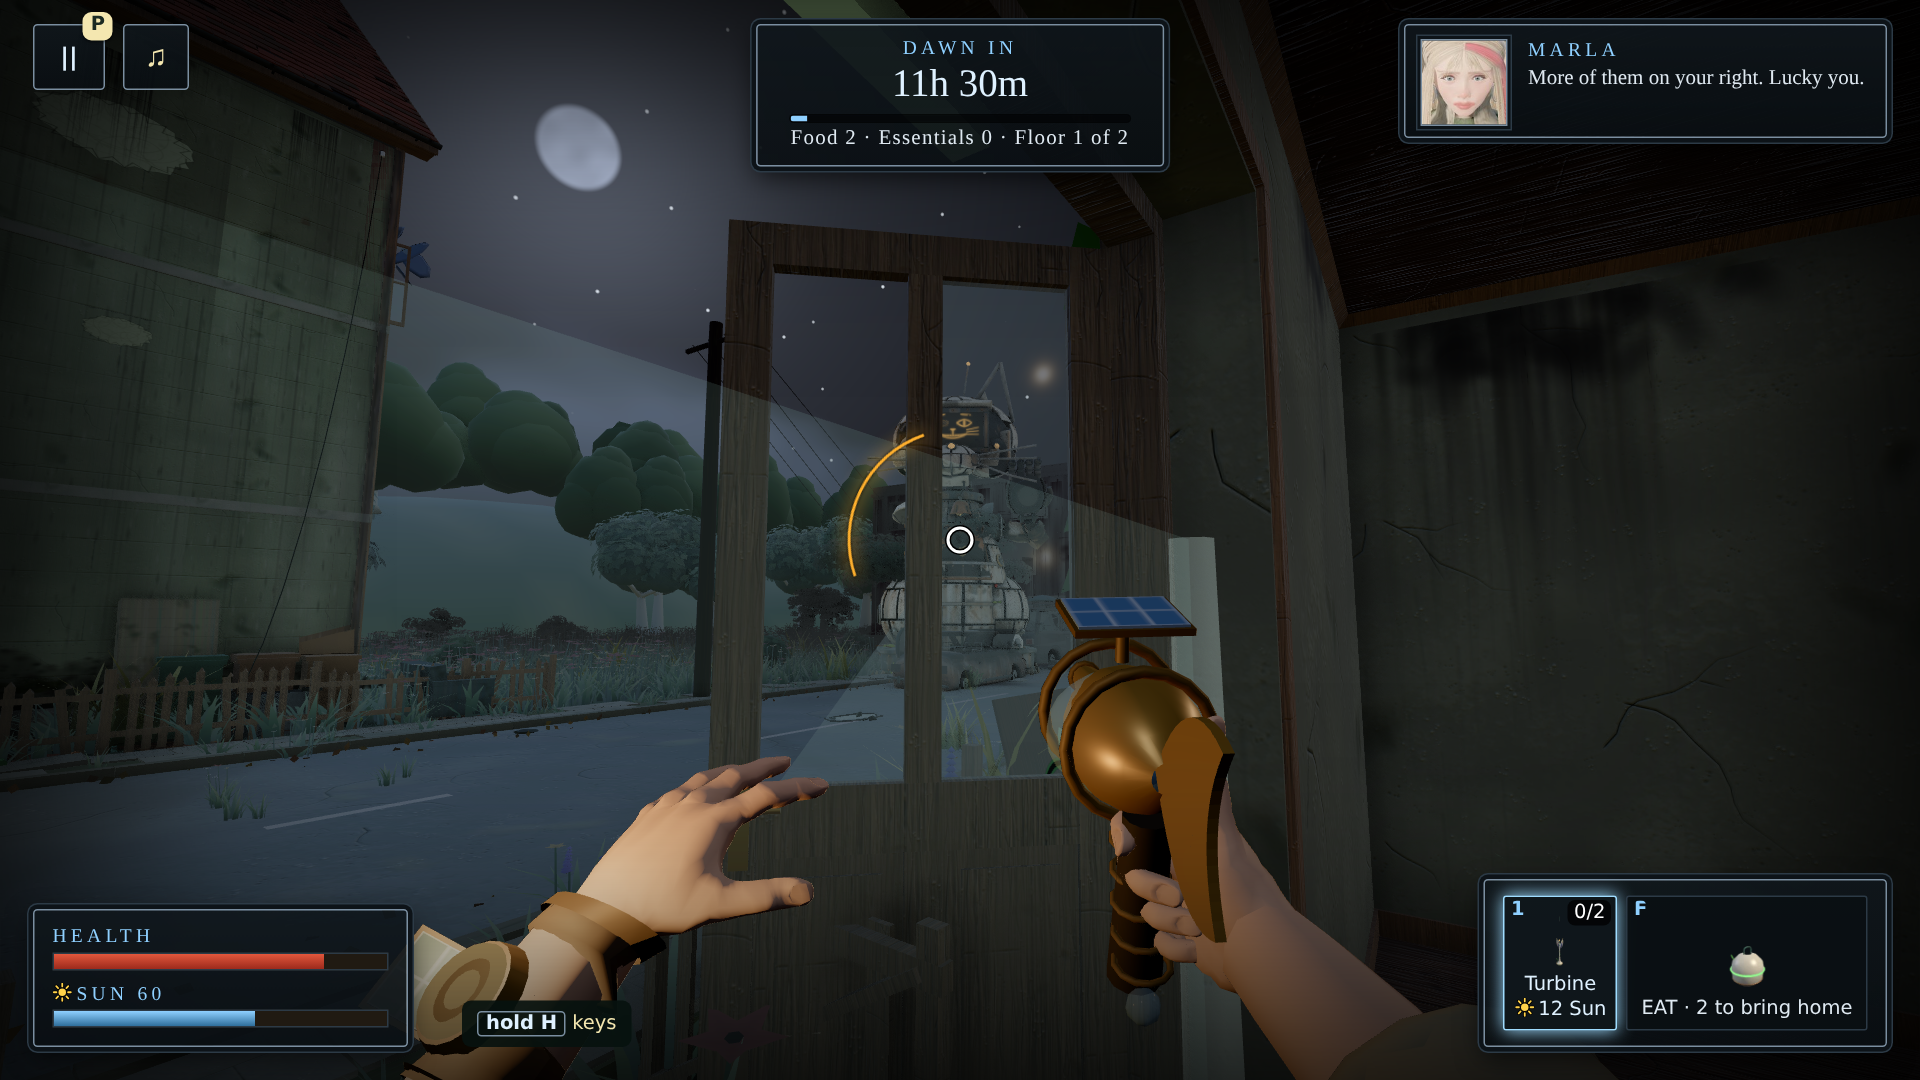 P
DAWN IN
11h 30m
Food 2 · Essentials 0 · Floor 1 of 2
MARLA
More of them on your right. Lucky you.
HEALTH
SUN 60
hold H keys
1
0/2
Turbine
12 Sun
F
EAT · 2 to bring home